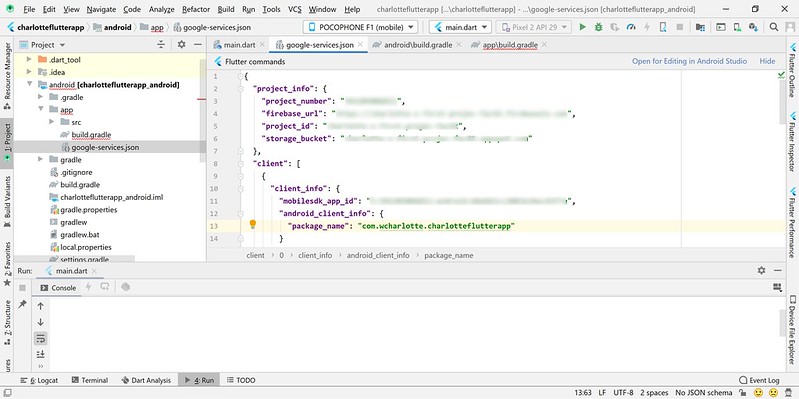 File Edit View Navigate Code Analyze Refactor Build Run Tools VCS Window Help charlotteflutterapp [...\charlotteflutterapp] - ...\google-services.json [charlotteflutterapp_android]
charlotteflutterapp android app google-services.json POCOPHONE F1 (mobile) main.dart Pixel 2 API 29
Project main.dart google-services.json android\build.gradle app\build.gradle
Flutter commands Open for Editing in Android Studio Hide
.dart_tool
.idea
android [charlotteflutterapp_android]
.gradle
app
src
build.gradle
google-services.json
gradle
.gitignore
build.gradle
charlotteflutterapp_android.iml
gradle.properties
gradlew
gradlew.bat
local.properties
settings.gradle
1 {
2 "project_info": {
3 "project_number": "
",
4 "firebase_url": "
",
5 "project_id": "
",
6 "storage_bucket": "
"
7 },
8 "client": [
9 {
10 "client_info": {
11 "mobilesdk_app_id": "
",
12 "android_client_info": {
13 "package_name": "com.wcharlotte.charlotteflutterapp"
14 }
client 0 client_info android_client_info package_name
Resource Manager
1: Project
Build Variants
2: Favorites
7: Structure
Flutter Outline
Flutter Inspector
Flutter Performance
Device File Explorer
Run: main.dart
Console
6: Logcat Terminal Dart Analysis 4: Run TODO Event Log
13:63 LF UTF-8 2 spaces No JSON schema